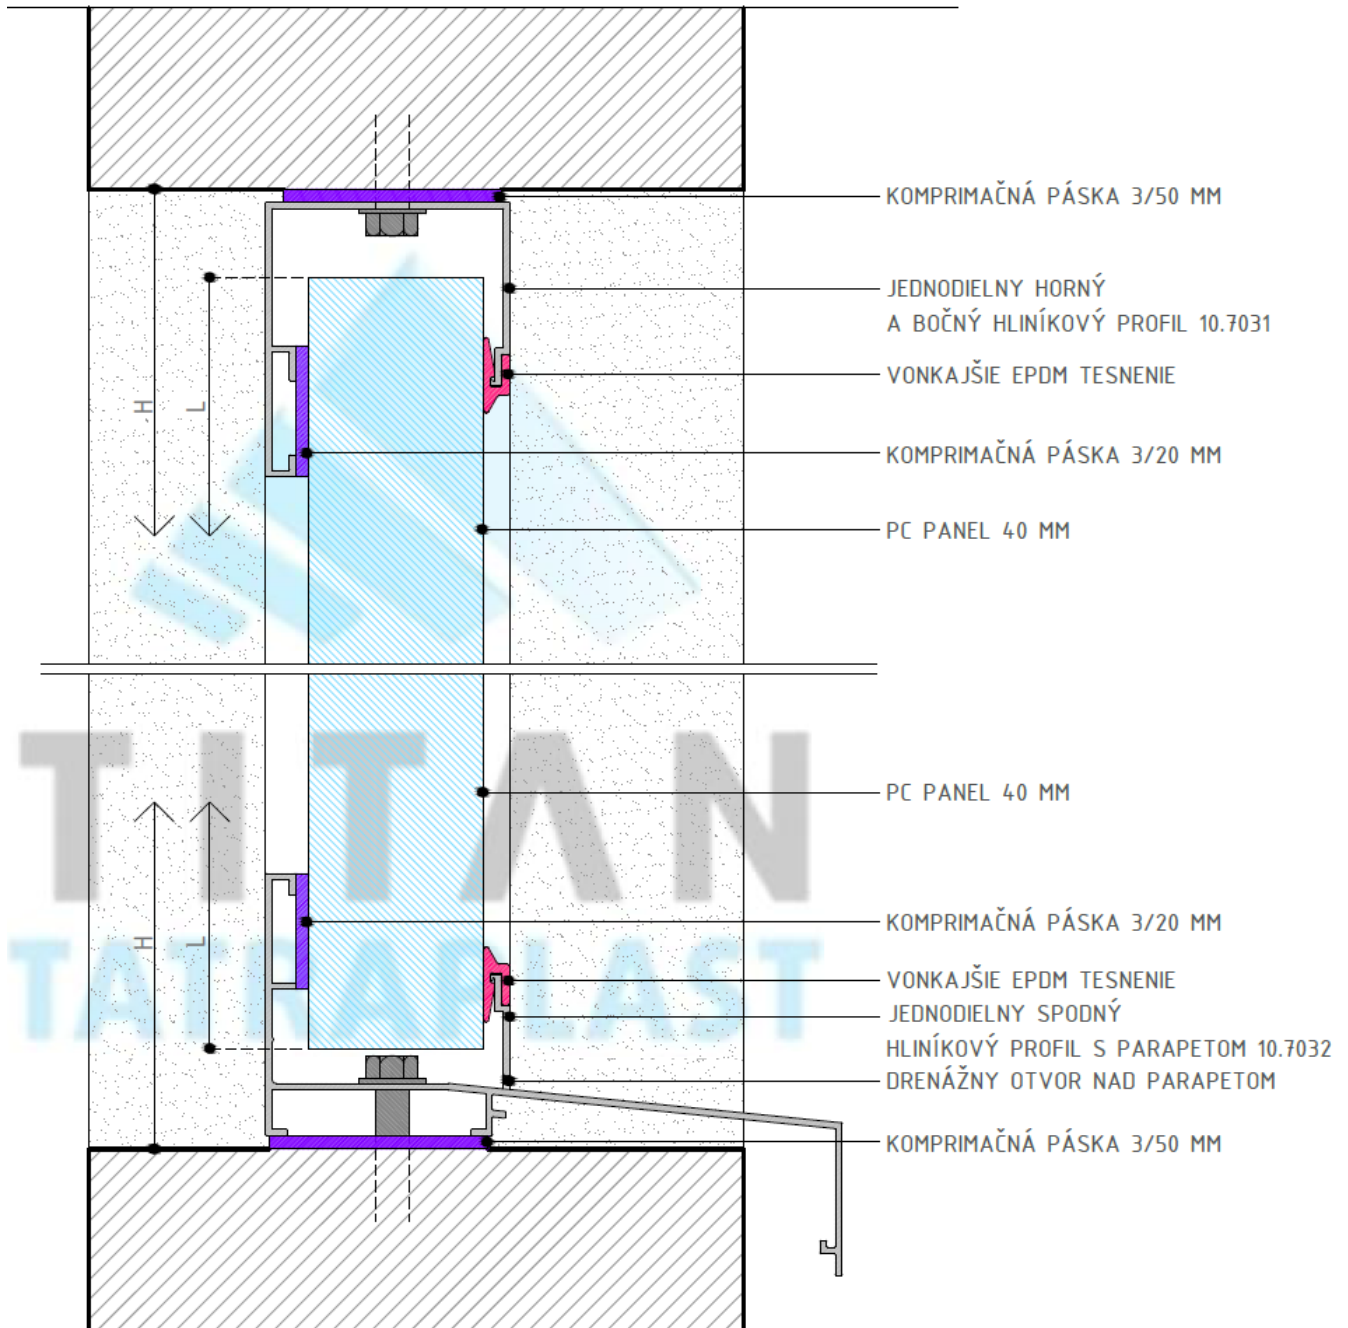 KOMPRIMAČNÁ PÁSKA 3/50 MM
JEDNODIELNY HORNÝ
A BOČNÝ HLINÍKOVÝ PROFIL 10.7031
VONKAJŠIE EPDM TESNENIE
H
L
KOMPRIMAČNÁ PÁSKA 3/20 MM
PC PANEL 40 MM
TITAN
PC PANEL 40 MM
TATRAPLAST
H
L
KOMPRIMAČNÁ PÁSKA 3/20 MM
VONKAJŠIE EPDM TESNENIE
JEDNODIELNY SPODNÝ
HLINÍKOVÝ PROFIL S PARAPETOM 10.7032
DRENÁŽNY OTVOR NAD PARAPETOM
KOMPRIMAČNÁ PÁSKA 3/50 MM